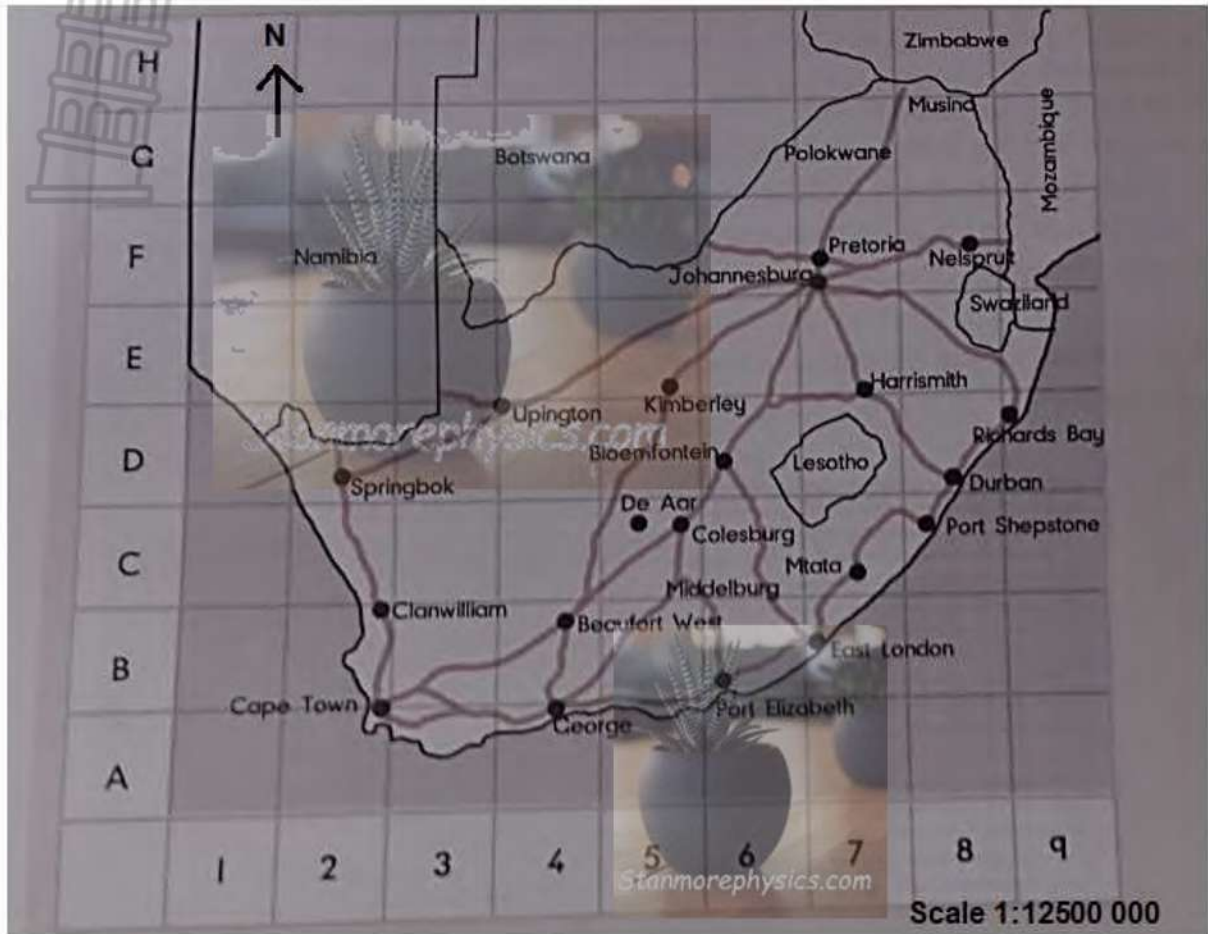 N
H
Zimbabwe
Musina
Mozambique
G
Botswana
Polokwane
F
Namibia
Pretoria
Nelspruit
Johannesburg
Swaziland
E
Harrismith
Upington
Kimberley
Stanmorephysics.com
Richards Bay
D
Bloemfontein
Lesotho
Springbok
Durban
De Aar
Colesburg
Port Shepstone
C
Mtata
Middelburg
Clanwilliam
Beaufort West
East London
B
Cape Town
Port Elizabeth
George
A
1 2 3 4 5 6 7 8 9
Stanmorephysics.com
Scale 1:12500 000